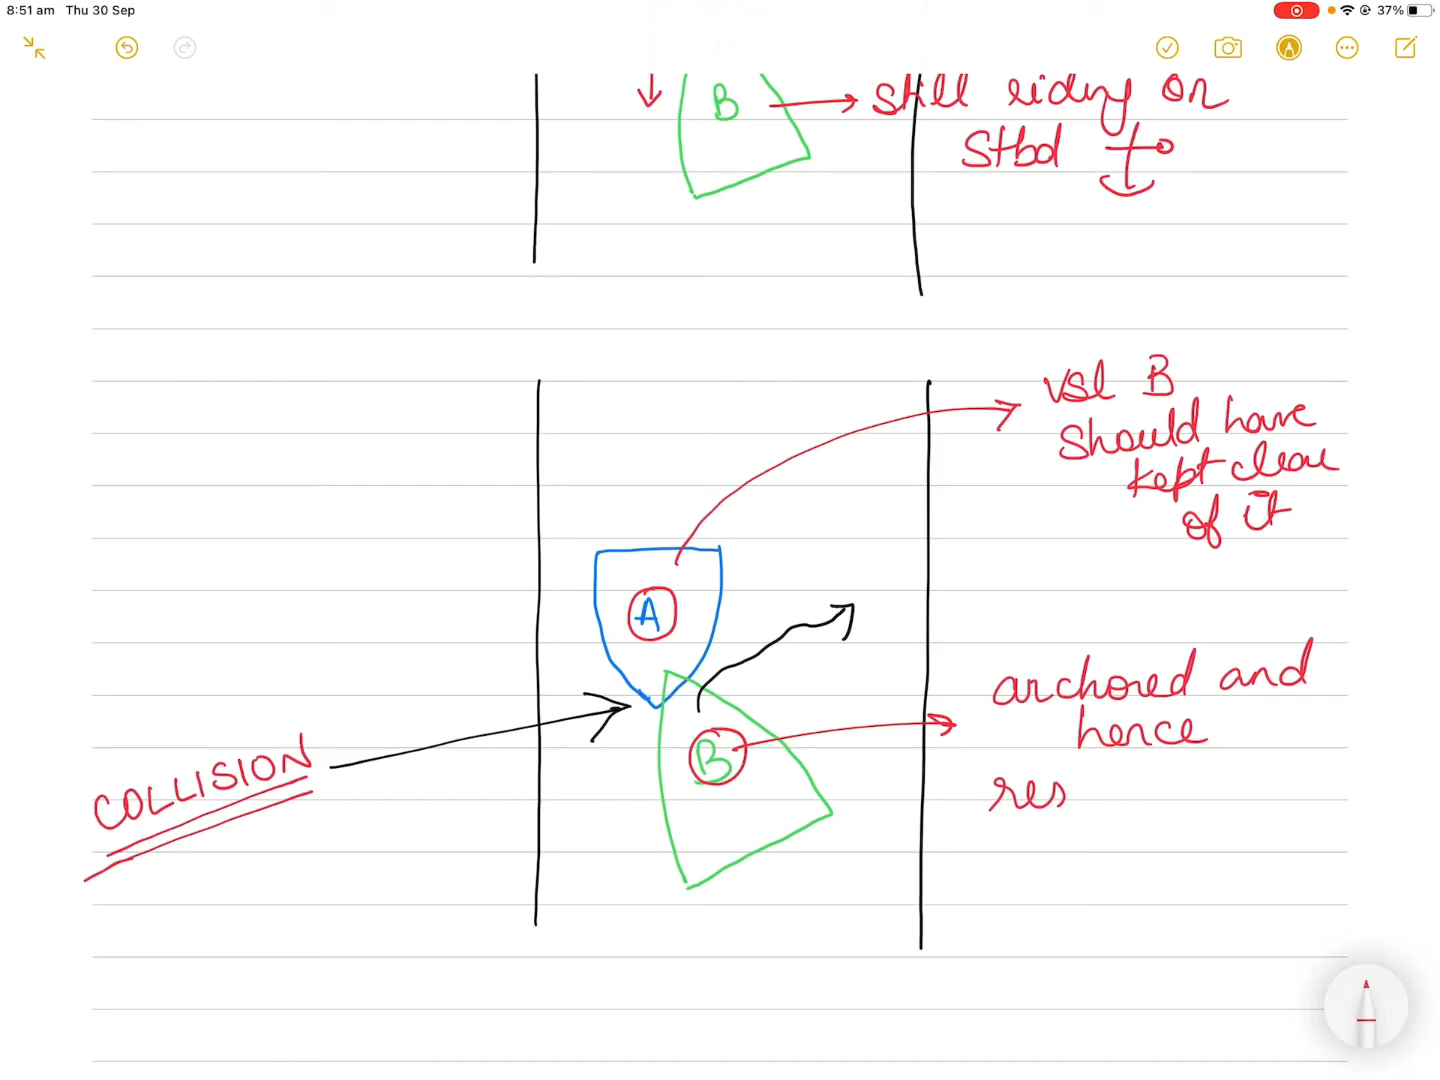 8:51 am Thu 30 Sep
37%
B
still riding on
Stbd
vsl B
Should have
kept clear
of it
A
anchored and
hence
B
COLLISION
res